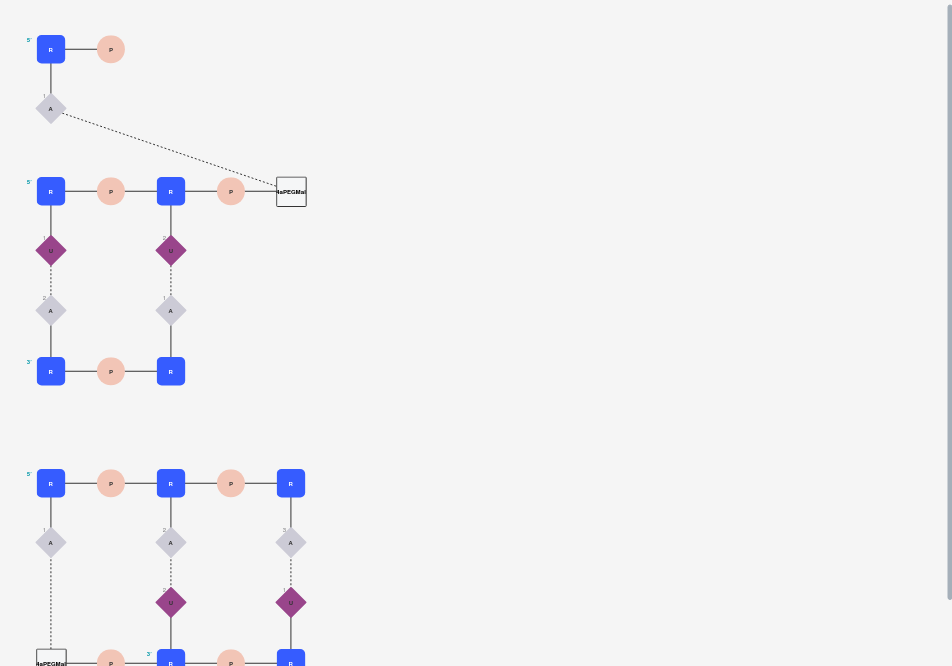 5'
R P
1
A
5'
R P R P 4aPEGMal
1 2
U U
2 1
A A
3'
R P R
5'
R P R P R
1 2 3
A A A
2 1
U U
3'
4aPEGMal P R P R